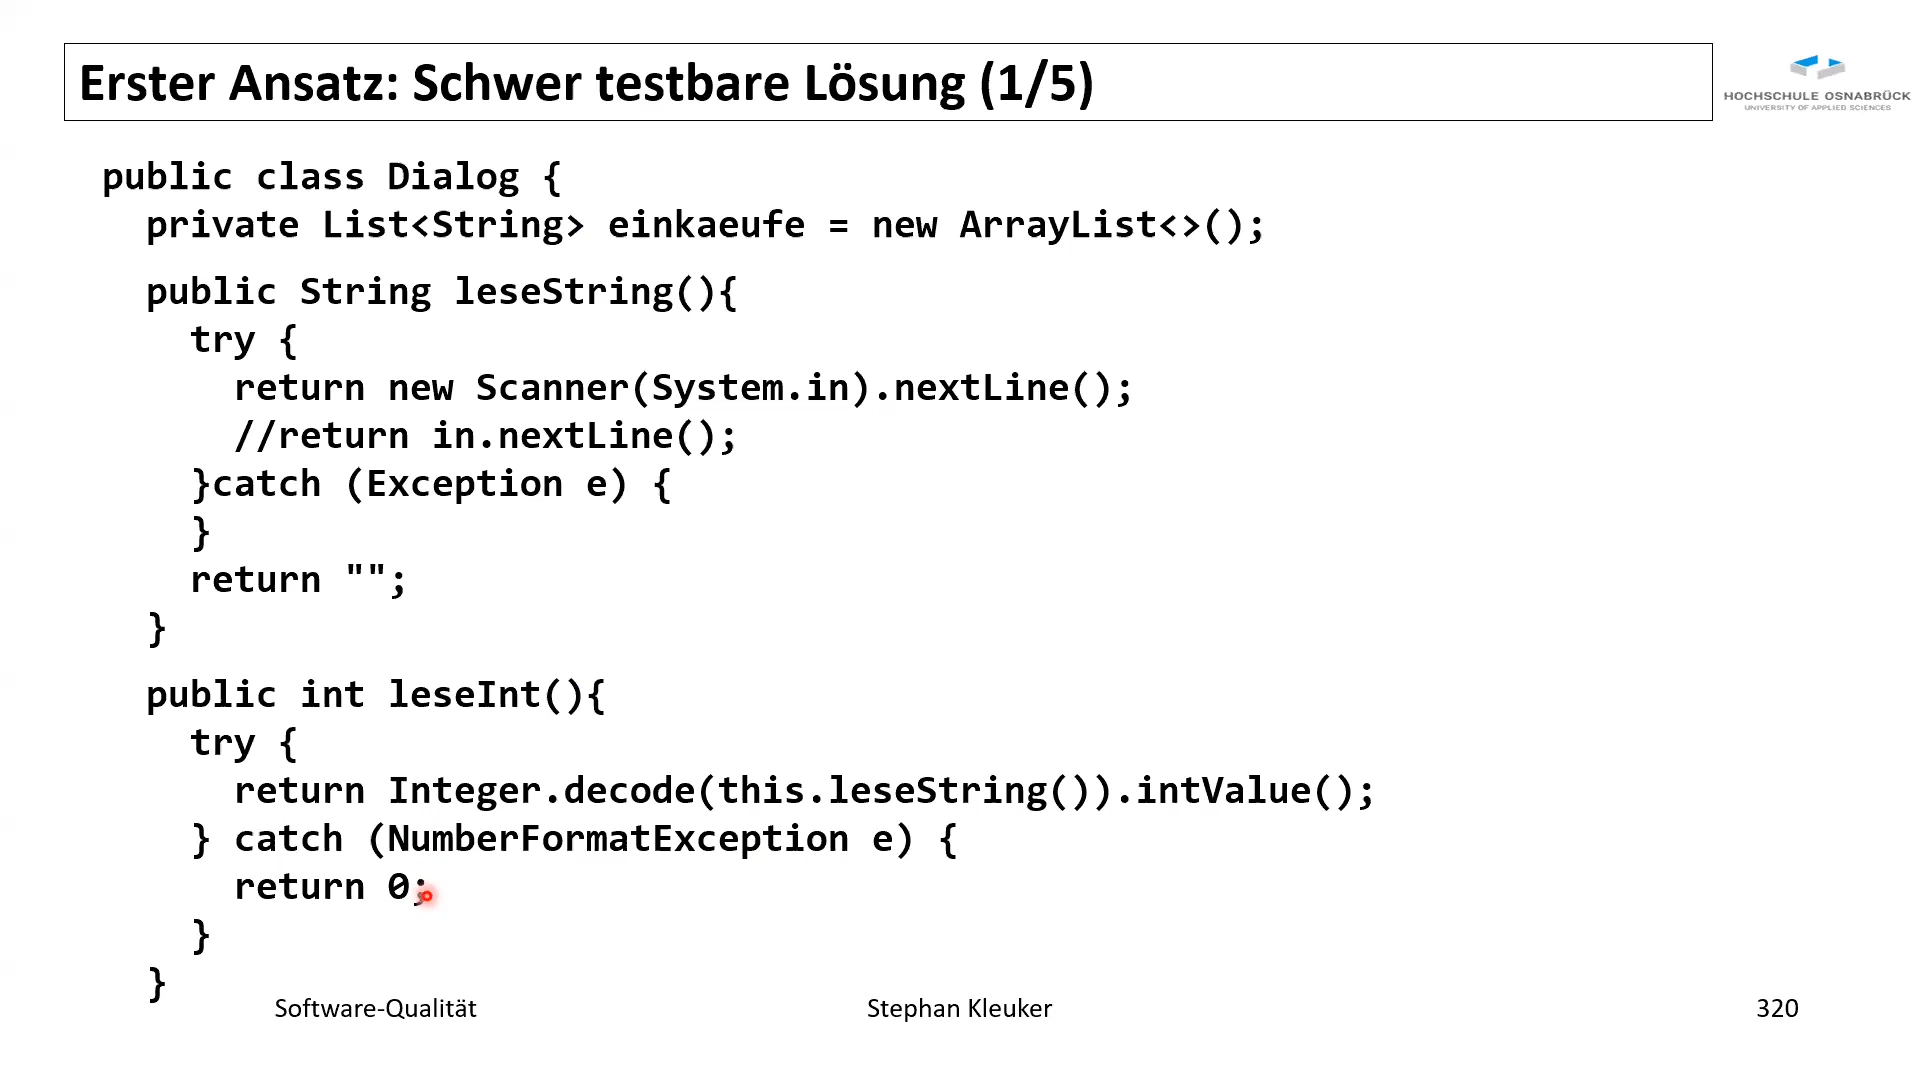 Erster Ansatz: Schwer testbare Lösung (1/5)
HOCHSCHULE OSNABRÜCK
UNIVERSITY OF APPLIED SCIENCES
public class Dialog {
  private List<String> einkaeufe = new ArrayList<>();
  public String leseString(){
    try {
      return new Scanner(System.in).nextLine();
      //return in.nextLine();
    }catch (Exception e) {
    }
    return "";
  }
  public int leseInt(){
    try {
      return Integer.decode(this.leseString()).intValue();
    } catch (NumberFormatException e) {
      return 0;
    }
  }
Software-Qualität
Stephan Kleuker
320